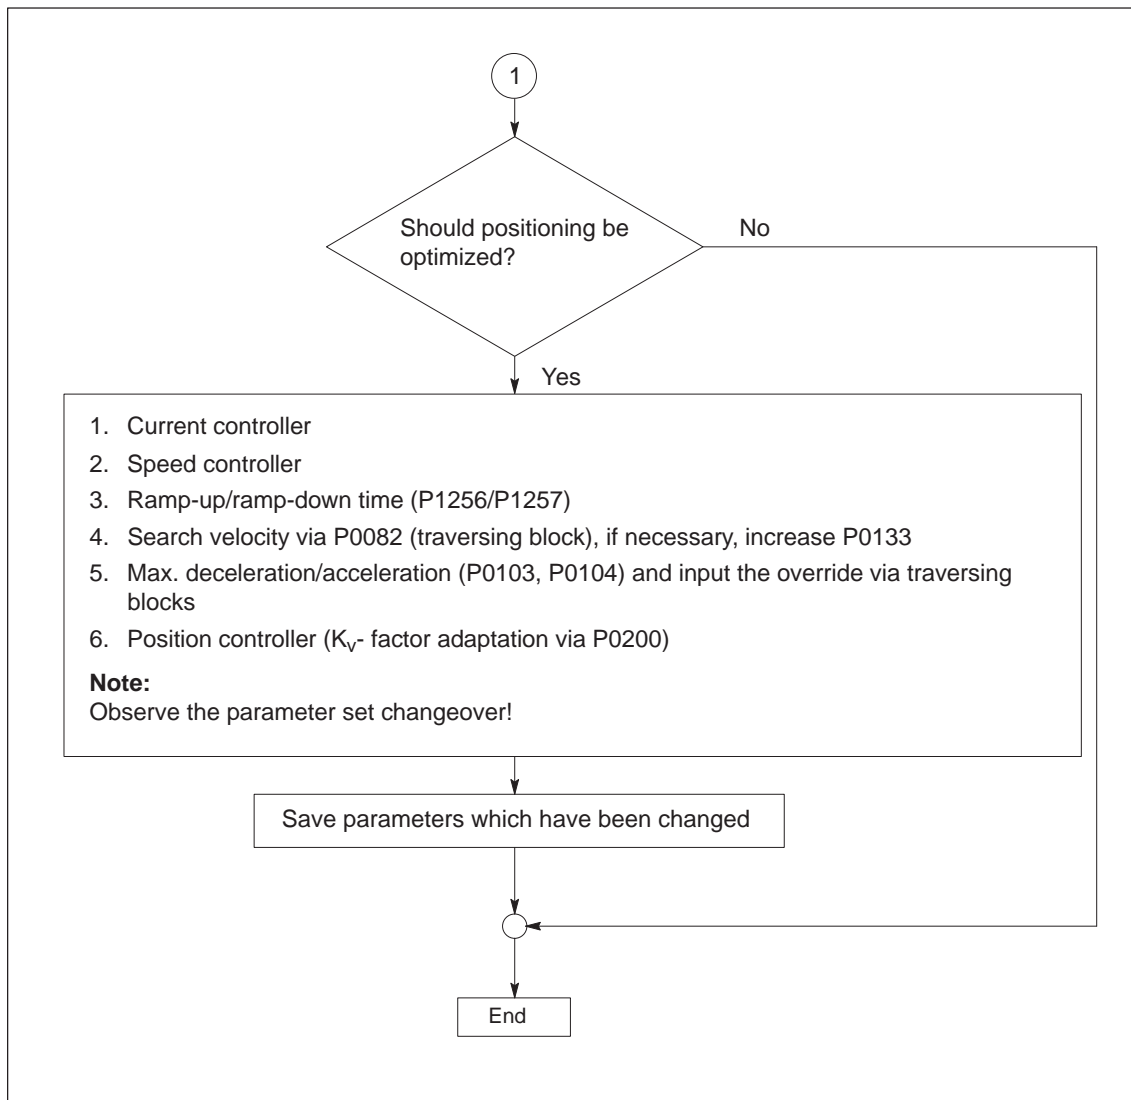 1
Should positioning be
optimized?
No
Yes
1. Current controller
2. Speed controller
3. Ramp-up/ramp-down time (P1256/P1257)
4. Search velocity via P0082 (traversing block), if necessary, increase P0133
5. Max. deceleration/acceleration (P0103, P0104) and input the override via traversing
blocks
6. Position controller (Kv- factor adaptation via P0200)
Note:
Observe the parameter set changeover!
Save parameters which have been changed
End